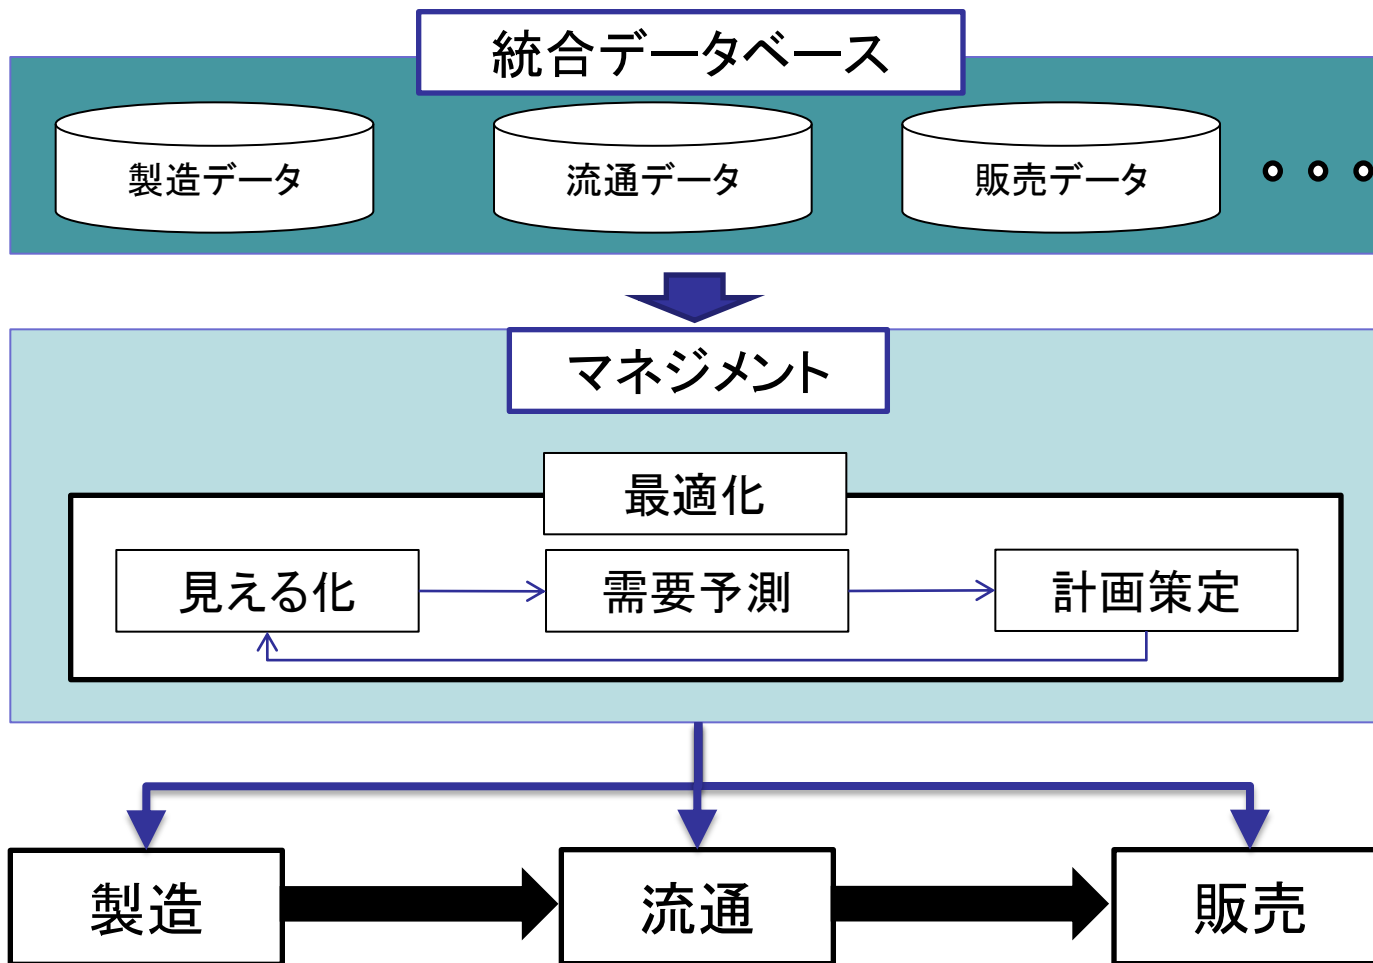 統合データベース
製造データ
流通データ
販売データ
マネジメント
最適化
見える化
需要予測
計画策定
製造
流通
販売